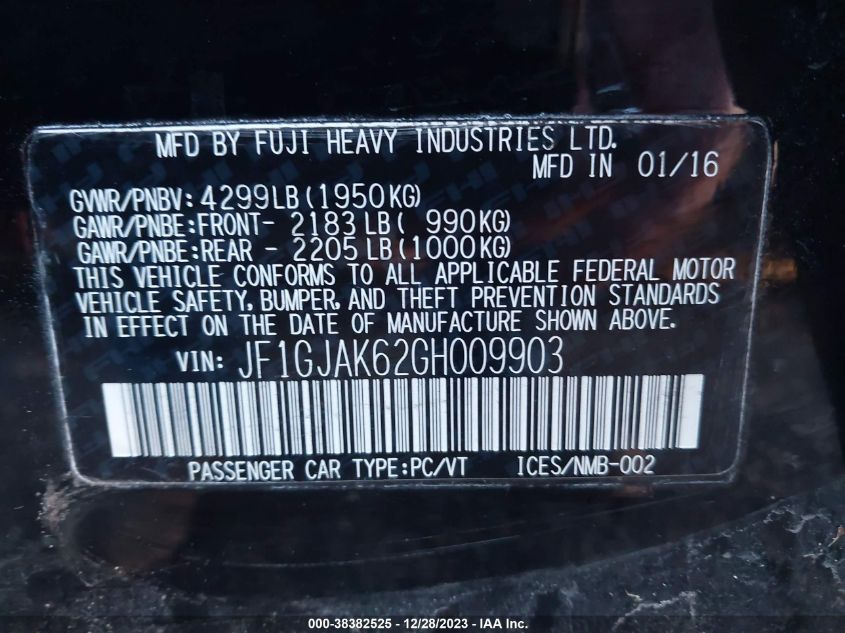 MFD BY FUJI HEAVY INDUSTRIES LTD.
MFD IN 01/16
GVWR/PNBV: 4299LB (1950KG)
GAWR/PNBE: FRONT- 2183LB ( 990KG)
GAWR/PNBE: REAR - 2205LB (1000KG)
THIS VEHICLE CONFORMS TO ALL APPLICABLE FEDERAL MOTOR
VEHICLE SAFETY, BUMPER, AND THEFT PREVENTION STANDARDS
IN EFFECT ON THE DATE OF MANUFACTURE SHOWN ABOVE.
VIN: JF1GJAK62GH009903
PASSENGER CAR TYPE: PC/VT ICES/NMB-002
000-38382525 - 12/28/2023 - IAA Inc.